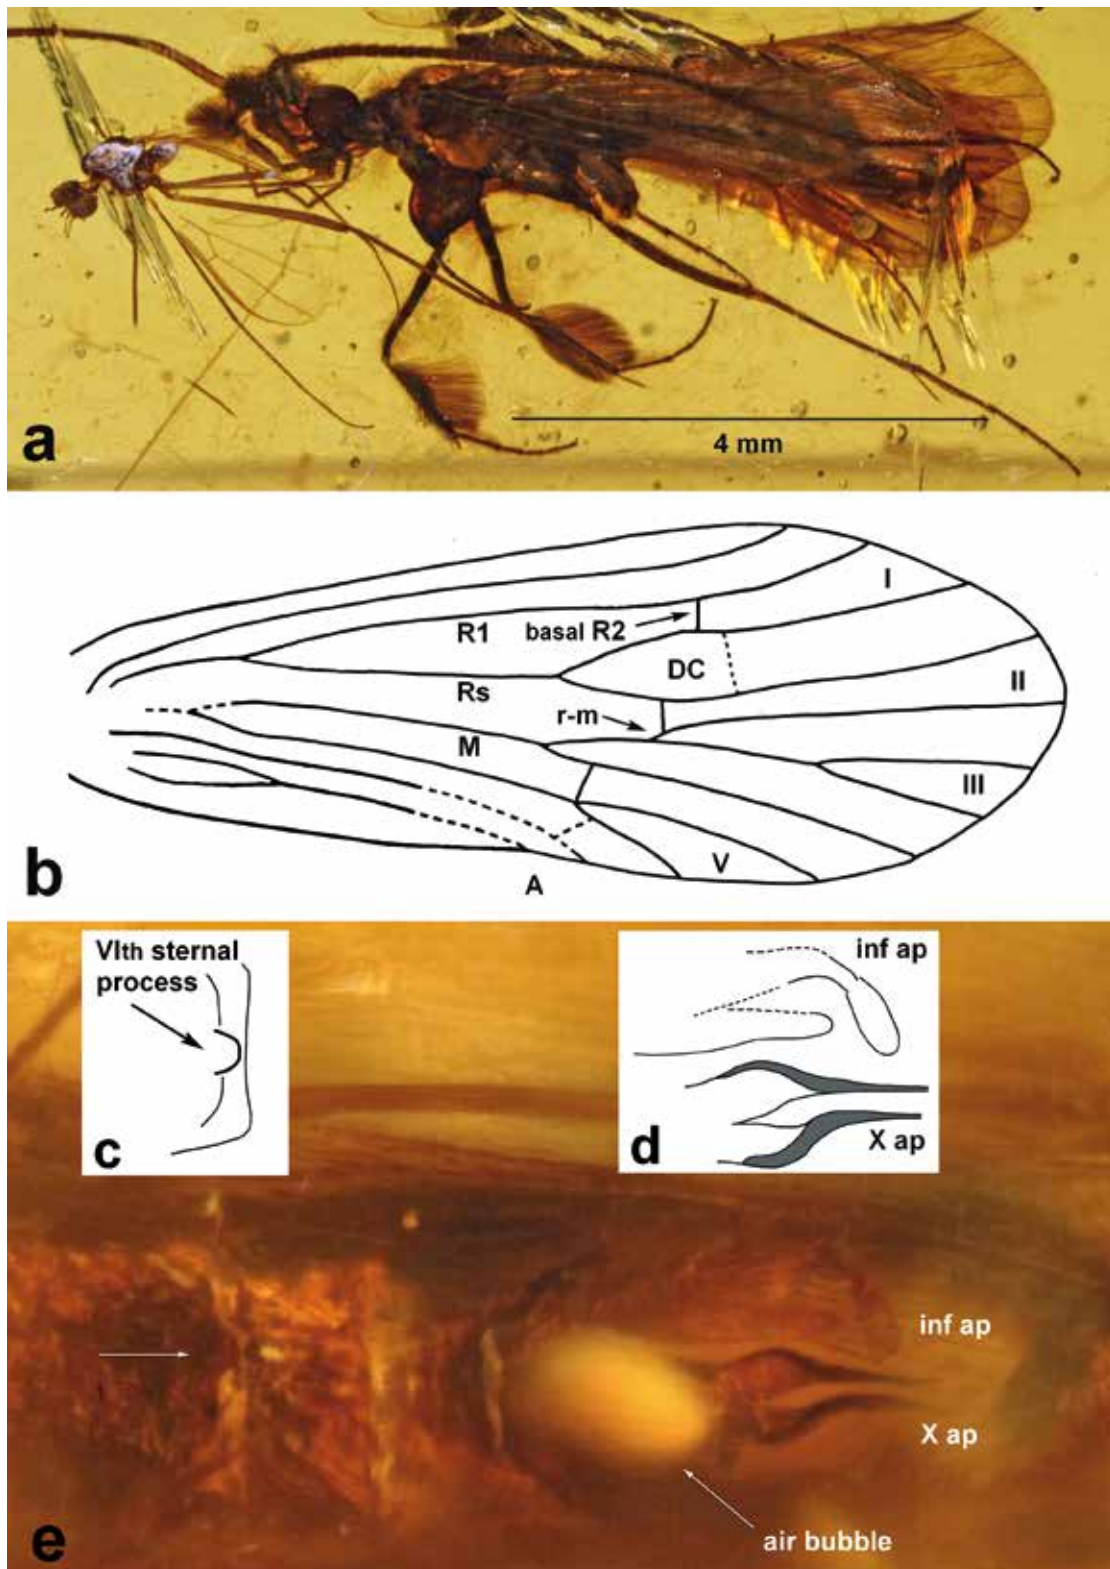 a
4 mm
I
R1
basal R2
DC
II
Rs
r-m
M
III
V
b
A
VIth sternal
process
c
inf ap
d
X ap
inf ap
X ap
air bubble
e